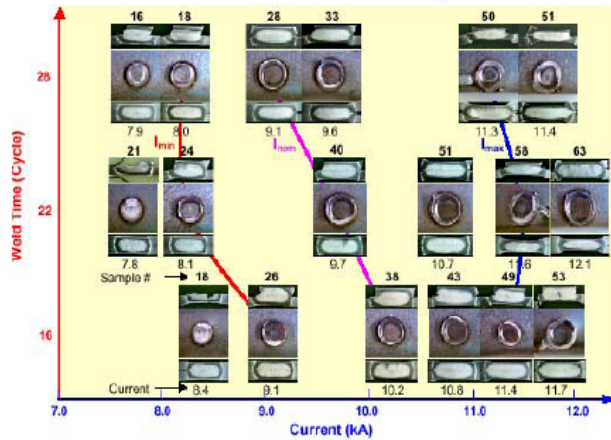 16 18 28 33 50 51
28
7.9 8.0 9.1 9.6 11.3 11.4
Imin Inom Imax
21 24 40 51 58 63
Weld Time (Cycle)
22
7.8 8.1 9.7 10.7 11.6 12.1
Sample #
18 26 38 43 49 53
16
Current
8.4 9.1 10.2 10.8 11.4 11.7
7.0 8.0 9.0 10.0 11.0 12.0
Current (kA)